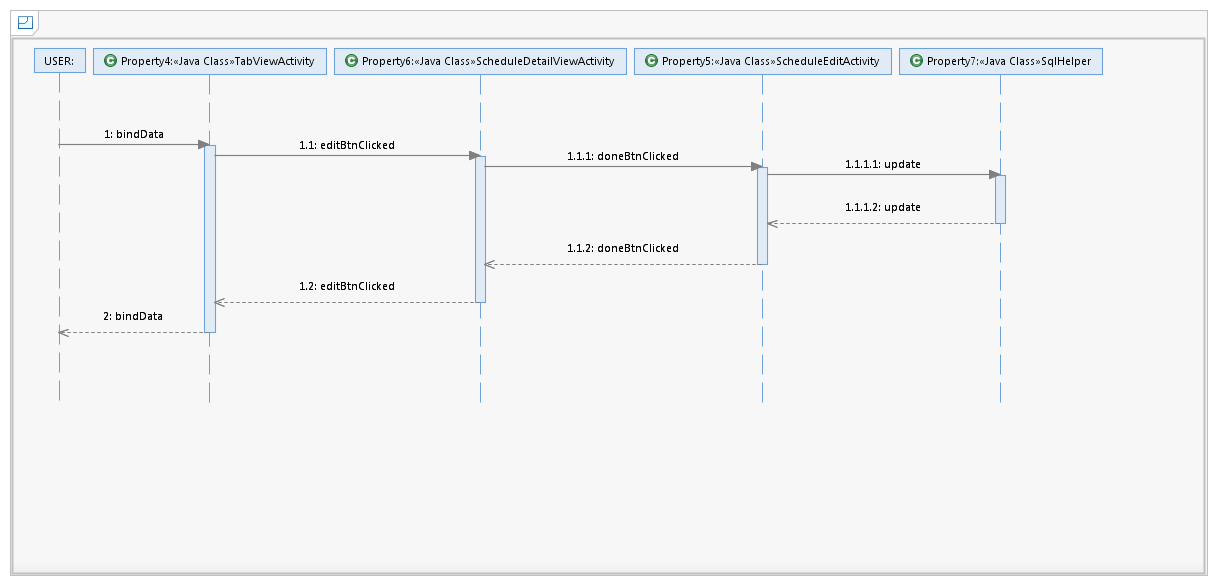 USER:
C Property4:«Java Class»TabViewActivity
C Property6:«Java Class»ScheduleDetailViewActivity
C Property5:«Java Class»ScheduleEditActivity
C Property7:«Java Class»SqlHelper
1: bindData
1.1: editBtnClicked
1.1.1: doneBtnClicked
1.1.1.1: update
1.1.1.2: update
1.1.2: doneBtnClicked
1.2: editBtnClicked
2: bindData